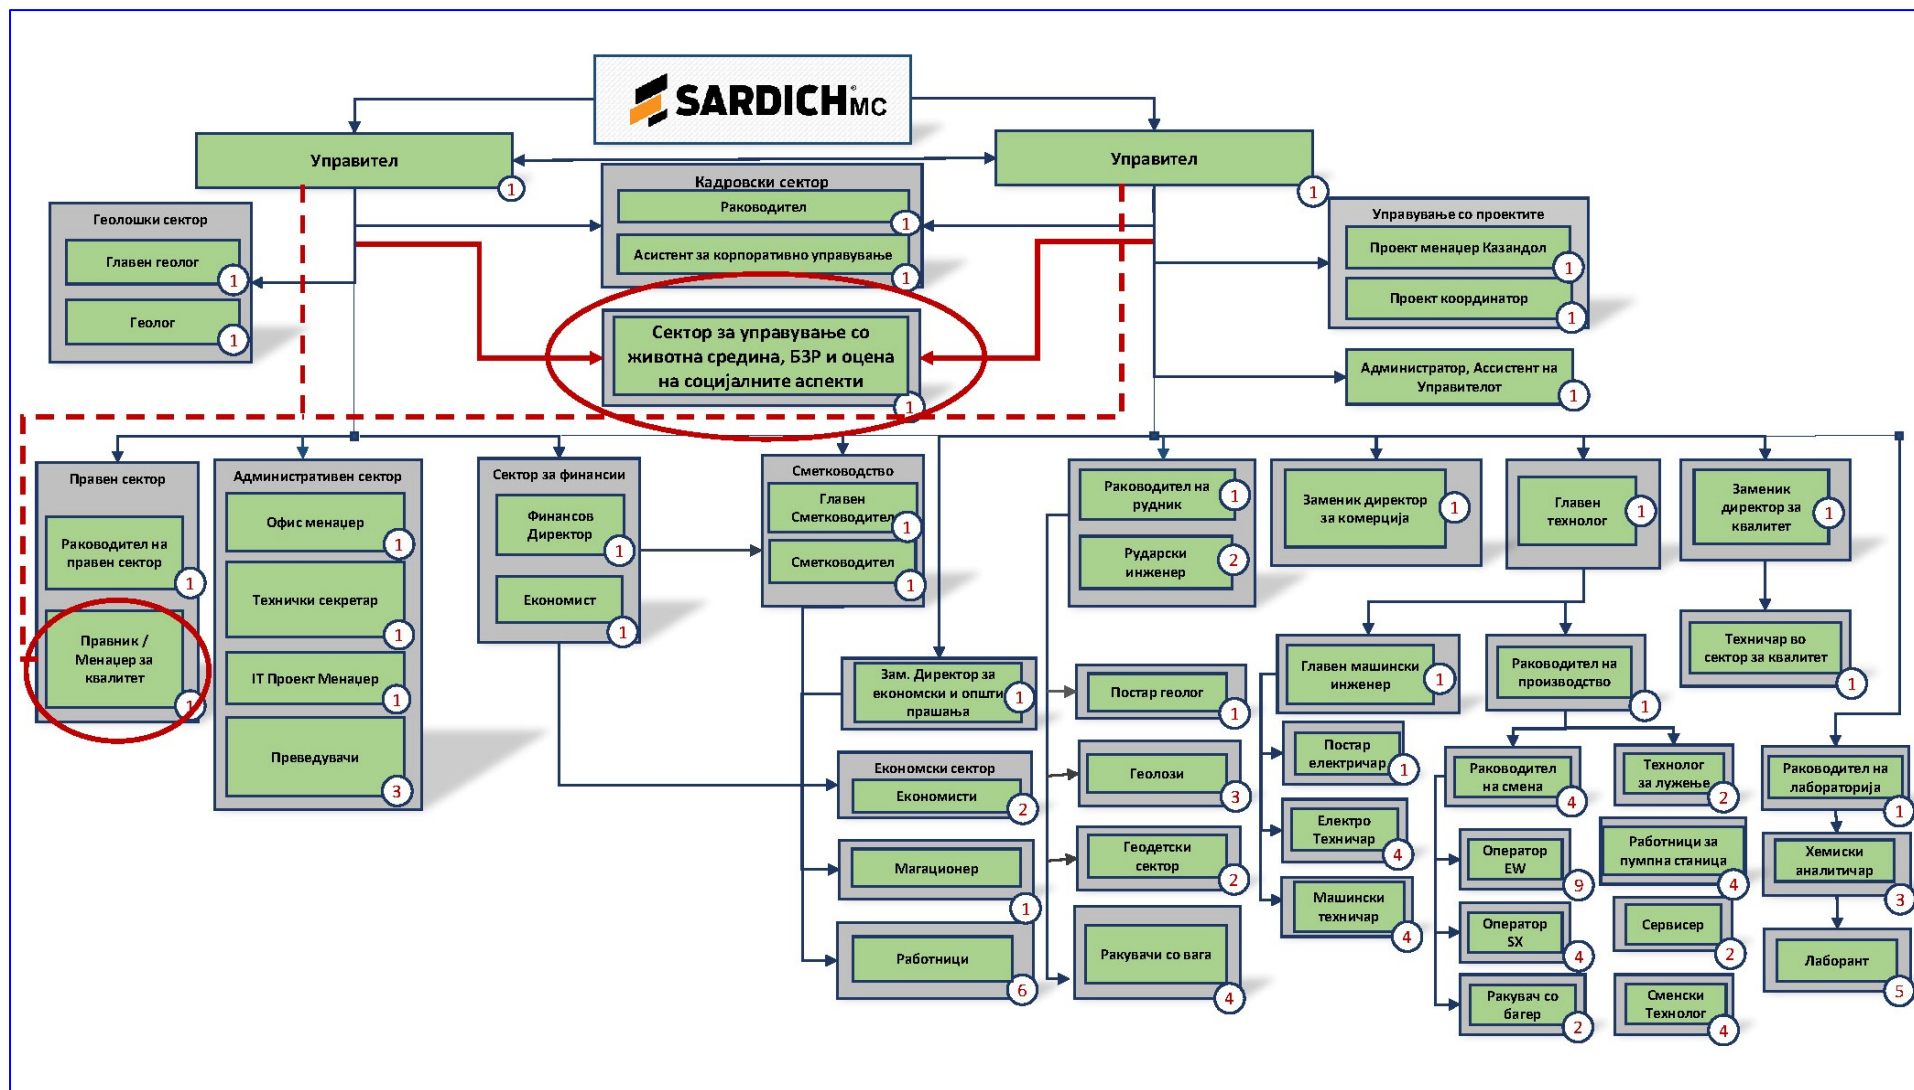 SARDICH MC
Управител
1
Управител
1
Геолошки сектор
Главен геолог
1
Геолог
1
Кадровски сектор
Раководител
1
Асистент за корпоративно управување
1
Сектор за управување со
животна средина, БЗР и оцена
на социјалните аспекти
1
Управување со проектите
Проект менаџер Казандол
1
Проект координатор
1
Администратор, Ассистент на
Управителот
1
Правен сектор
Раководител на
правен сектор
1
Правник /
Менаџер за
квалитет
1
Административен сектор
Офис менаџер
1
Технички секретар
1
IT Проект Менаџер
1
Преведувачи
3
Сектор за финансии
Финансов
Директор
1
Економист
1
Сметководство
Главен
Сметководител
1
Сметководител
1
Зам. Директор за
економски и општи
прашања
1
Економски сектор
Економисти
2
Магационер
1
Работници
6
Раководител на
рудник
1
Рударски
инженер
2
Постар геолог
1
Геолози
3
Геодетски
сектор
2
Ракувачи со вага
4
Заменик директор
за комерција
1
Главен
технолог
1
Главен машински
инженер
1
Постар
електричар
1
Електро
Техничар
4
Машински
техничар
4
Раководител на
производство
1
Раководител
на смена
4
Оператор
EW
9
Оператор
SX
4
Ракувач со
багер
2
Технолог
за лужење
2
Работници за
пумпна станица
4
Сервисер
2
Сменски
Технолог
4
Заменик
директор за
квалитет
1
Техничар во
сектор за квалитет
1
Раководител на
лабораторија
1
Хемиски
аналитичар
3
Лаборант
5